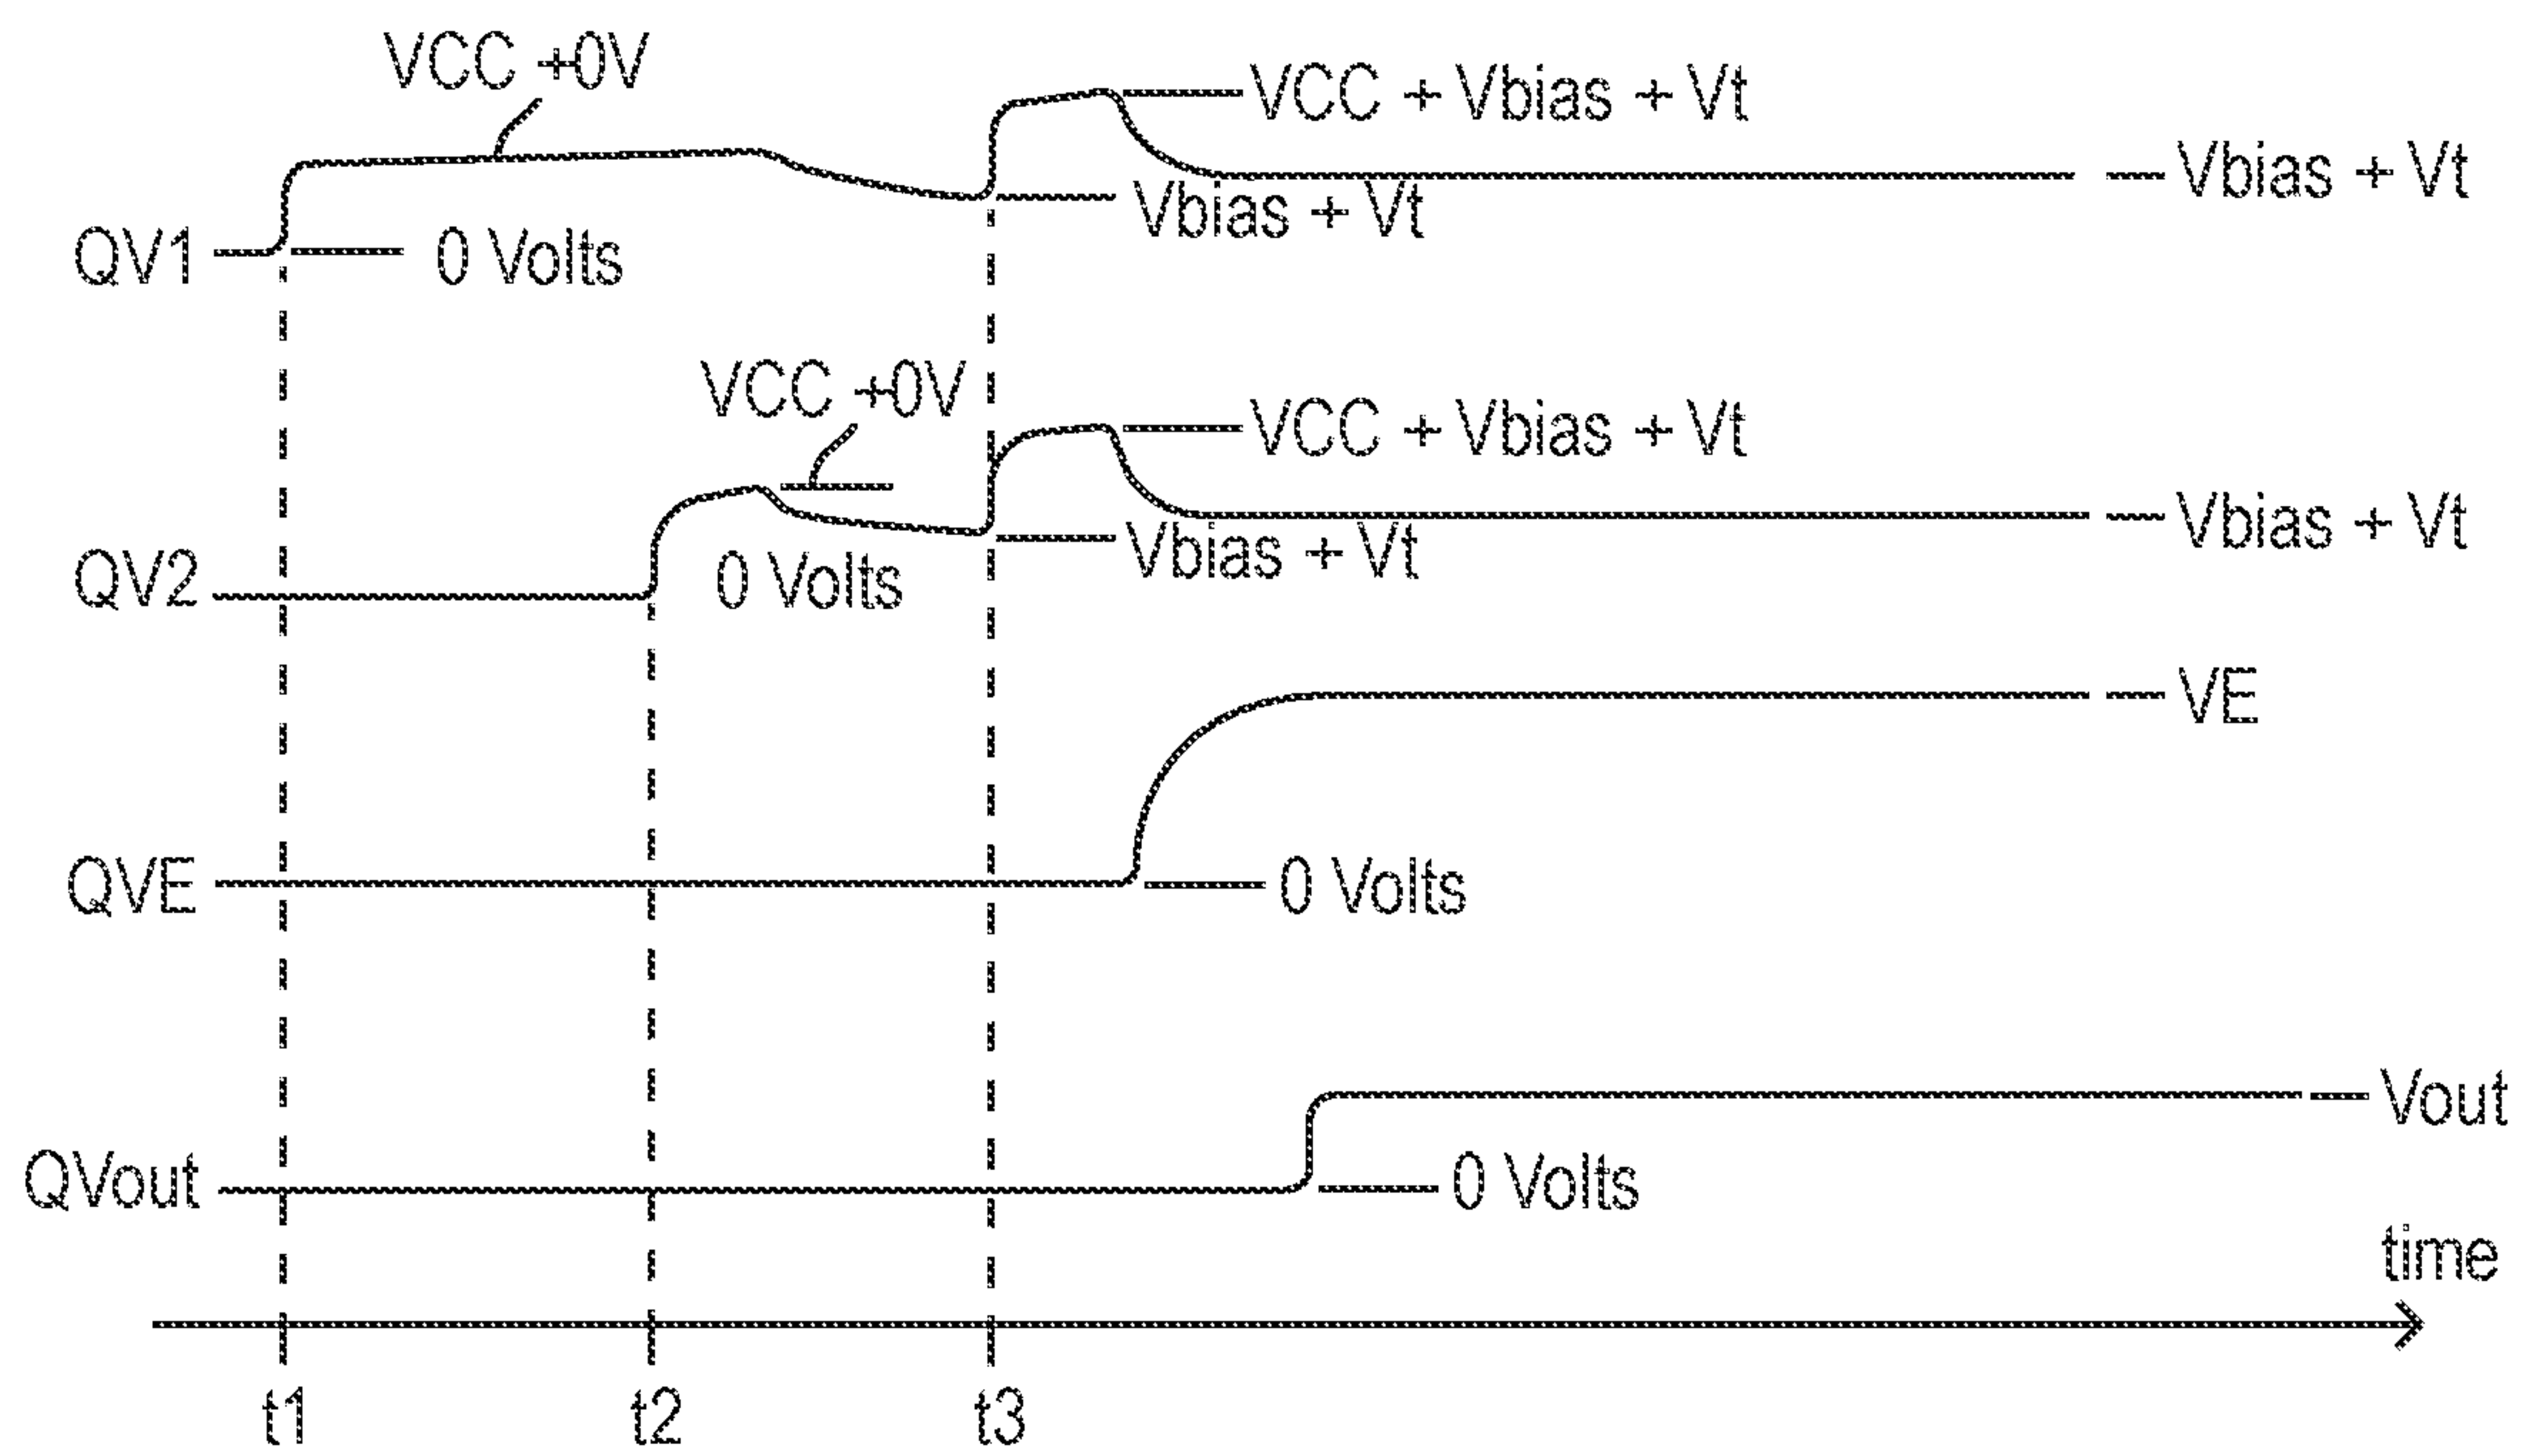 VCC +0V
VCC + Vbias + Vt
Vbias + Vt
Vbias + Vt
QV1
0 Volts
VCC +0V
VCC + Vbias + Vt
Vbias + Vt
Vbias + Vt
QV2
0 Volts
VE
QVE
0 Volts
Vout
QVout
0 Volts
time
t1
t2
t3